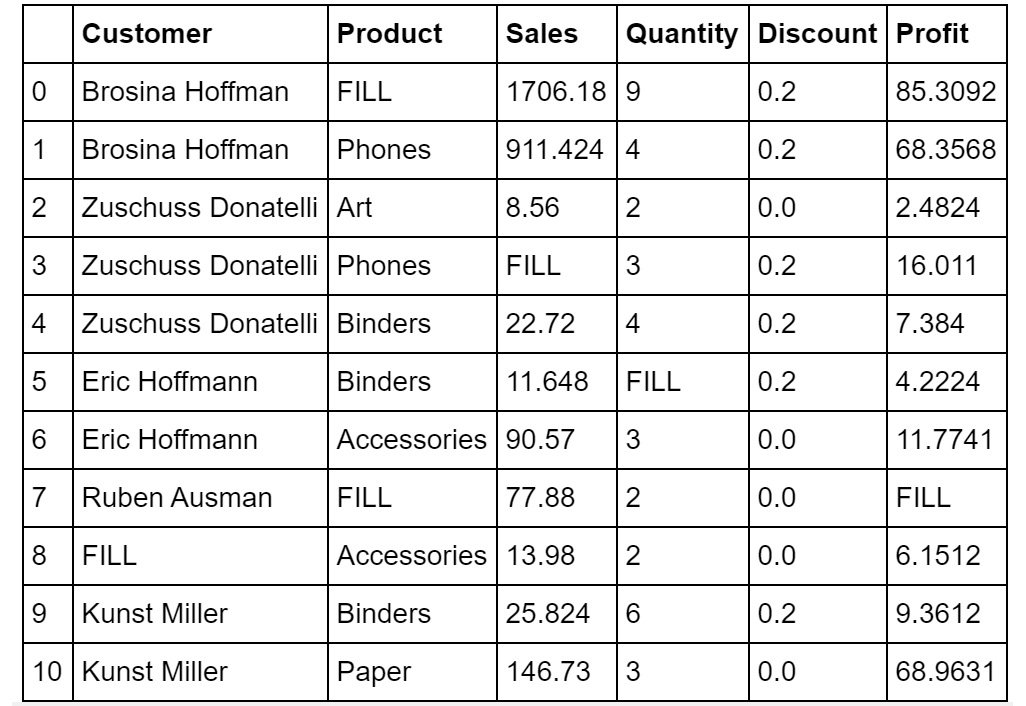 Customer Product Sales Quantity Discount Profit
0 Brosina Hoffman FILL 1706.18 9 0.2 85.3092
1 Brosina Hoffman Phones 911.424 4 0.2 68.3568
2 Zuschuss Donatelli Art 8.56 2 0.0 2.4824
3 Zuschuss Donatelli Phones FILL 3 0.2 16.011
4 Zuschuss Donatelli Binders 22.72 4 0.2 7.384
5 Eric Hoffmann Binders 11.648 FILL 0.2 4.2224
6 Eric Hoffmann Accessories 90.57 3 0.0 11.7741
7 Ruben Ausman FILL 77.88 2 0.0 FILL
8 FILL Accessories 13.98 2 0.0 6.1512
9 Kunst Miller Binders 25.824 6 0.2 9.3612
10 Kunst Miller Paper 146.73 3 0.0 68.9631